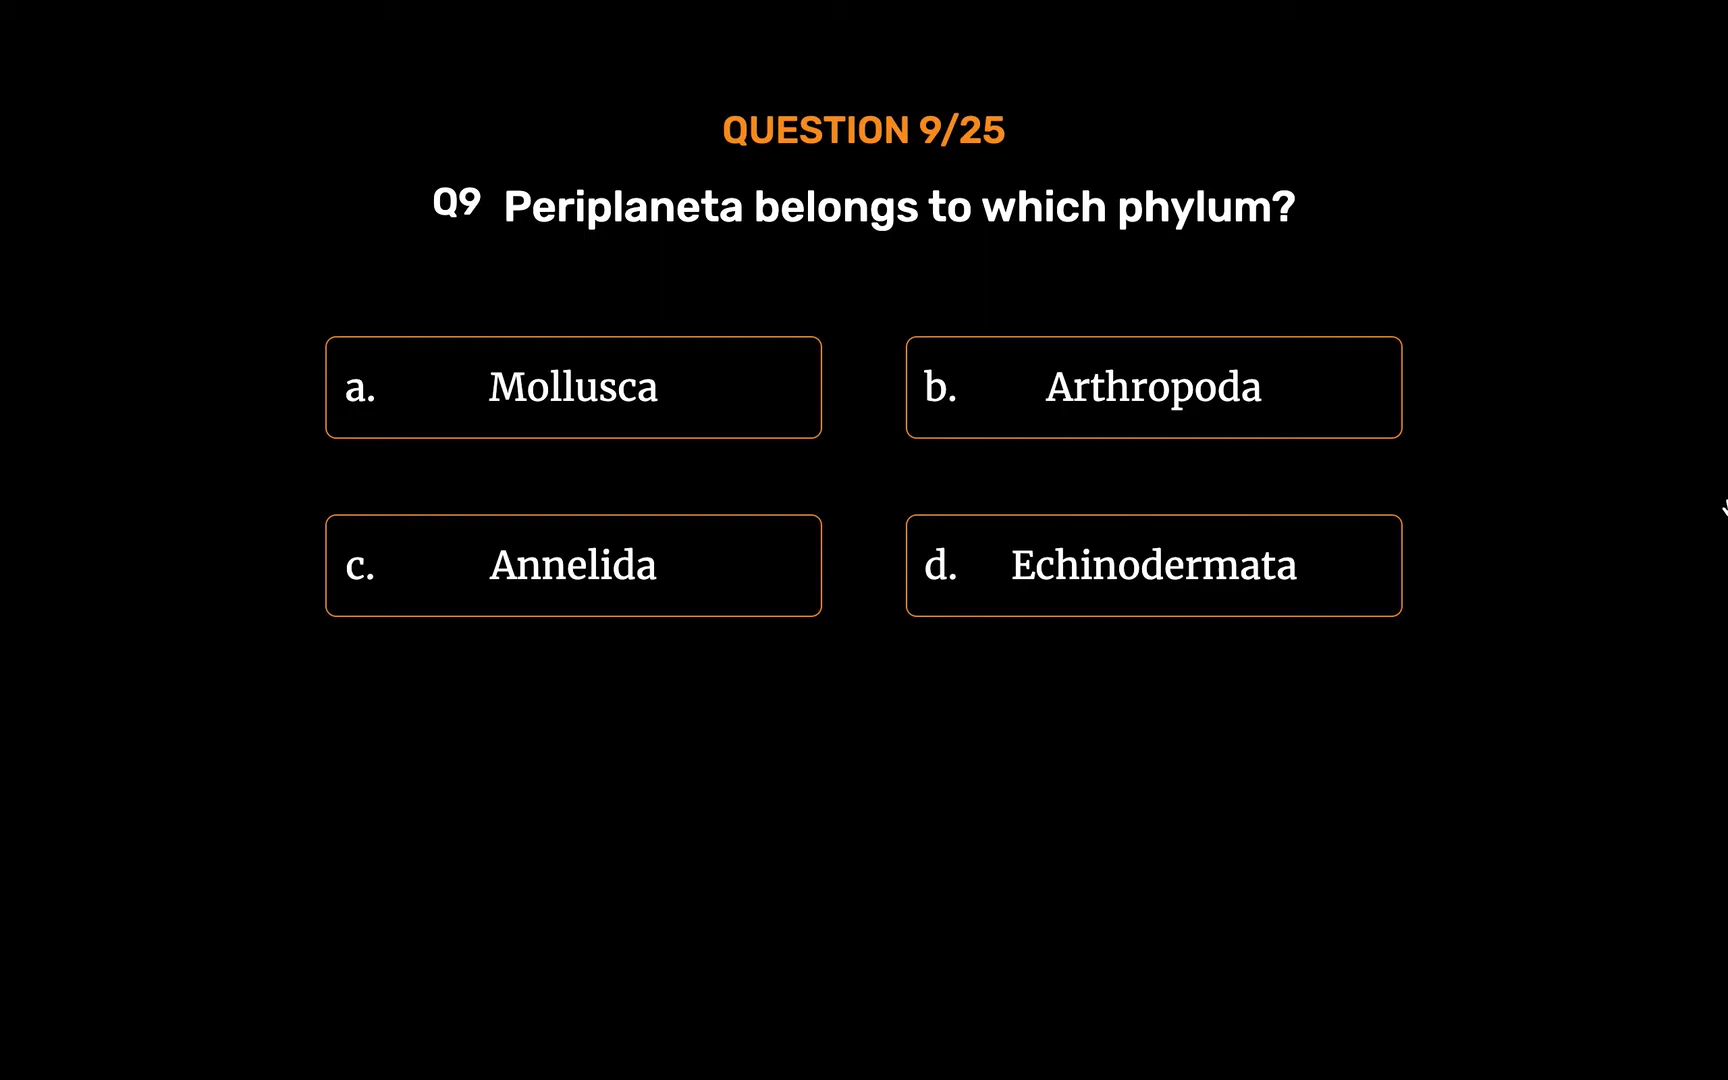 QUESTION 9/25
Q9 Periplaneta belongs to which phylum?
a. Mollusca
b. Arthropoda
c. Annelida
d. Echinodermata